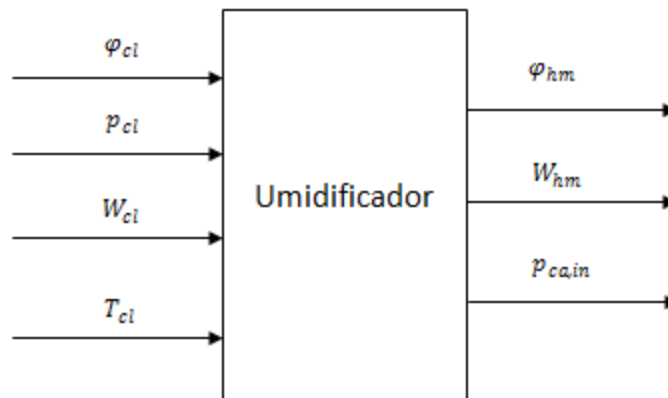 φcl
pcl
Wcl
Tcl
Umidificador
φhm
Whm
pca,in